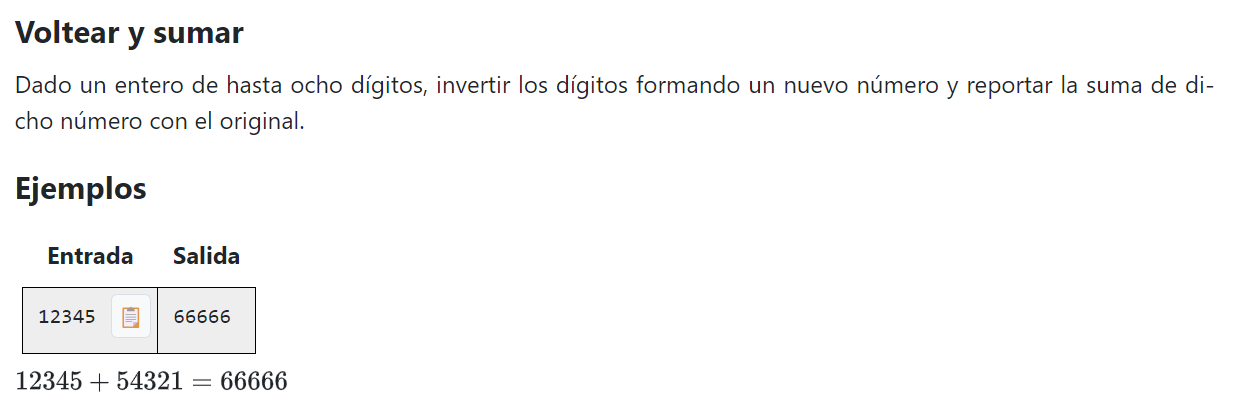 Voltear y sumar
Dado un entero de hasta ocho dígitos, invertir los dígitos formando un nuevo número y reportar la suma de di-
cho número con el original.
Ejemplos
Entrada Salida
12345 66666
12345 + 54321 = 66666